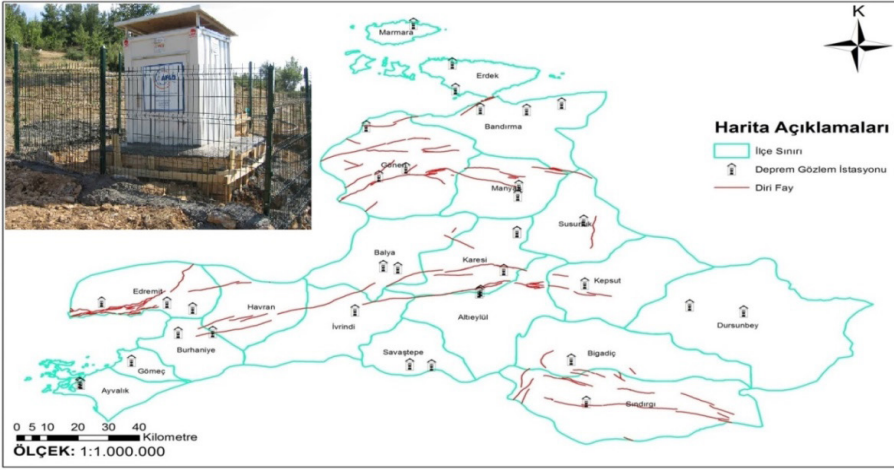 AFAD
K
Harita Açıklamaları
İlçe Sınırı
Deprem Gözlem İstasyonu
Diri Fay
Marmara
Erdek
Bandırma
Gönen
Manyas
Susurluk
Balya
Karesi
Kepsut
Edremit
Havran
İvrindi
Altıeylül
Dursunbey
Burhaniye
Savaştepe
Bigadiç
Gömeç
Ayvalık
Sındırgı
0 5 10 20 30 40
Kilometre
ÖLÇEK: 1:1.000.000